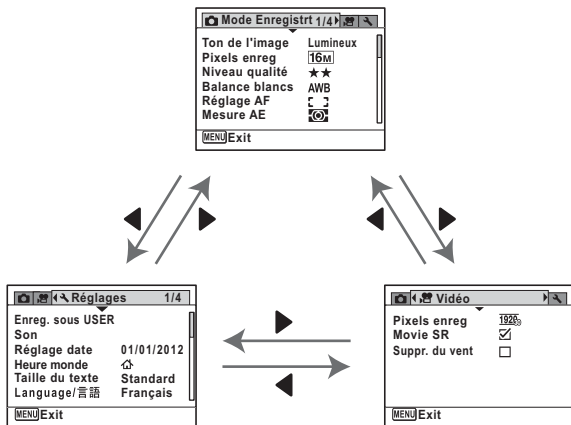 Mode Enregistrt 1/4
Ton de l'image Lumineux
Pixels enreg 16M
Niveau qualité ★★
Balance blancs AWB
Réglage AF
Mesure AE
MENU Exit
Réglages 1/4
Enreg. sous USER
Son
Réglage date 01/01/2012
Heure monde
Taille du texte Standard
Language/言語 Français
MENU Exit
Vidéo
Pixels enreg 1920
Movie SR ☑
Suppr. du vent ☐
MENU Exit